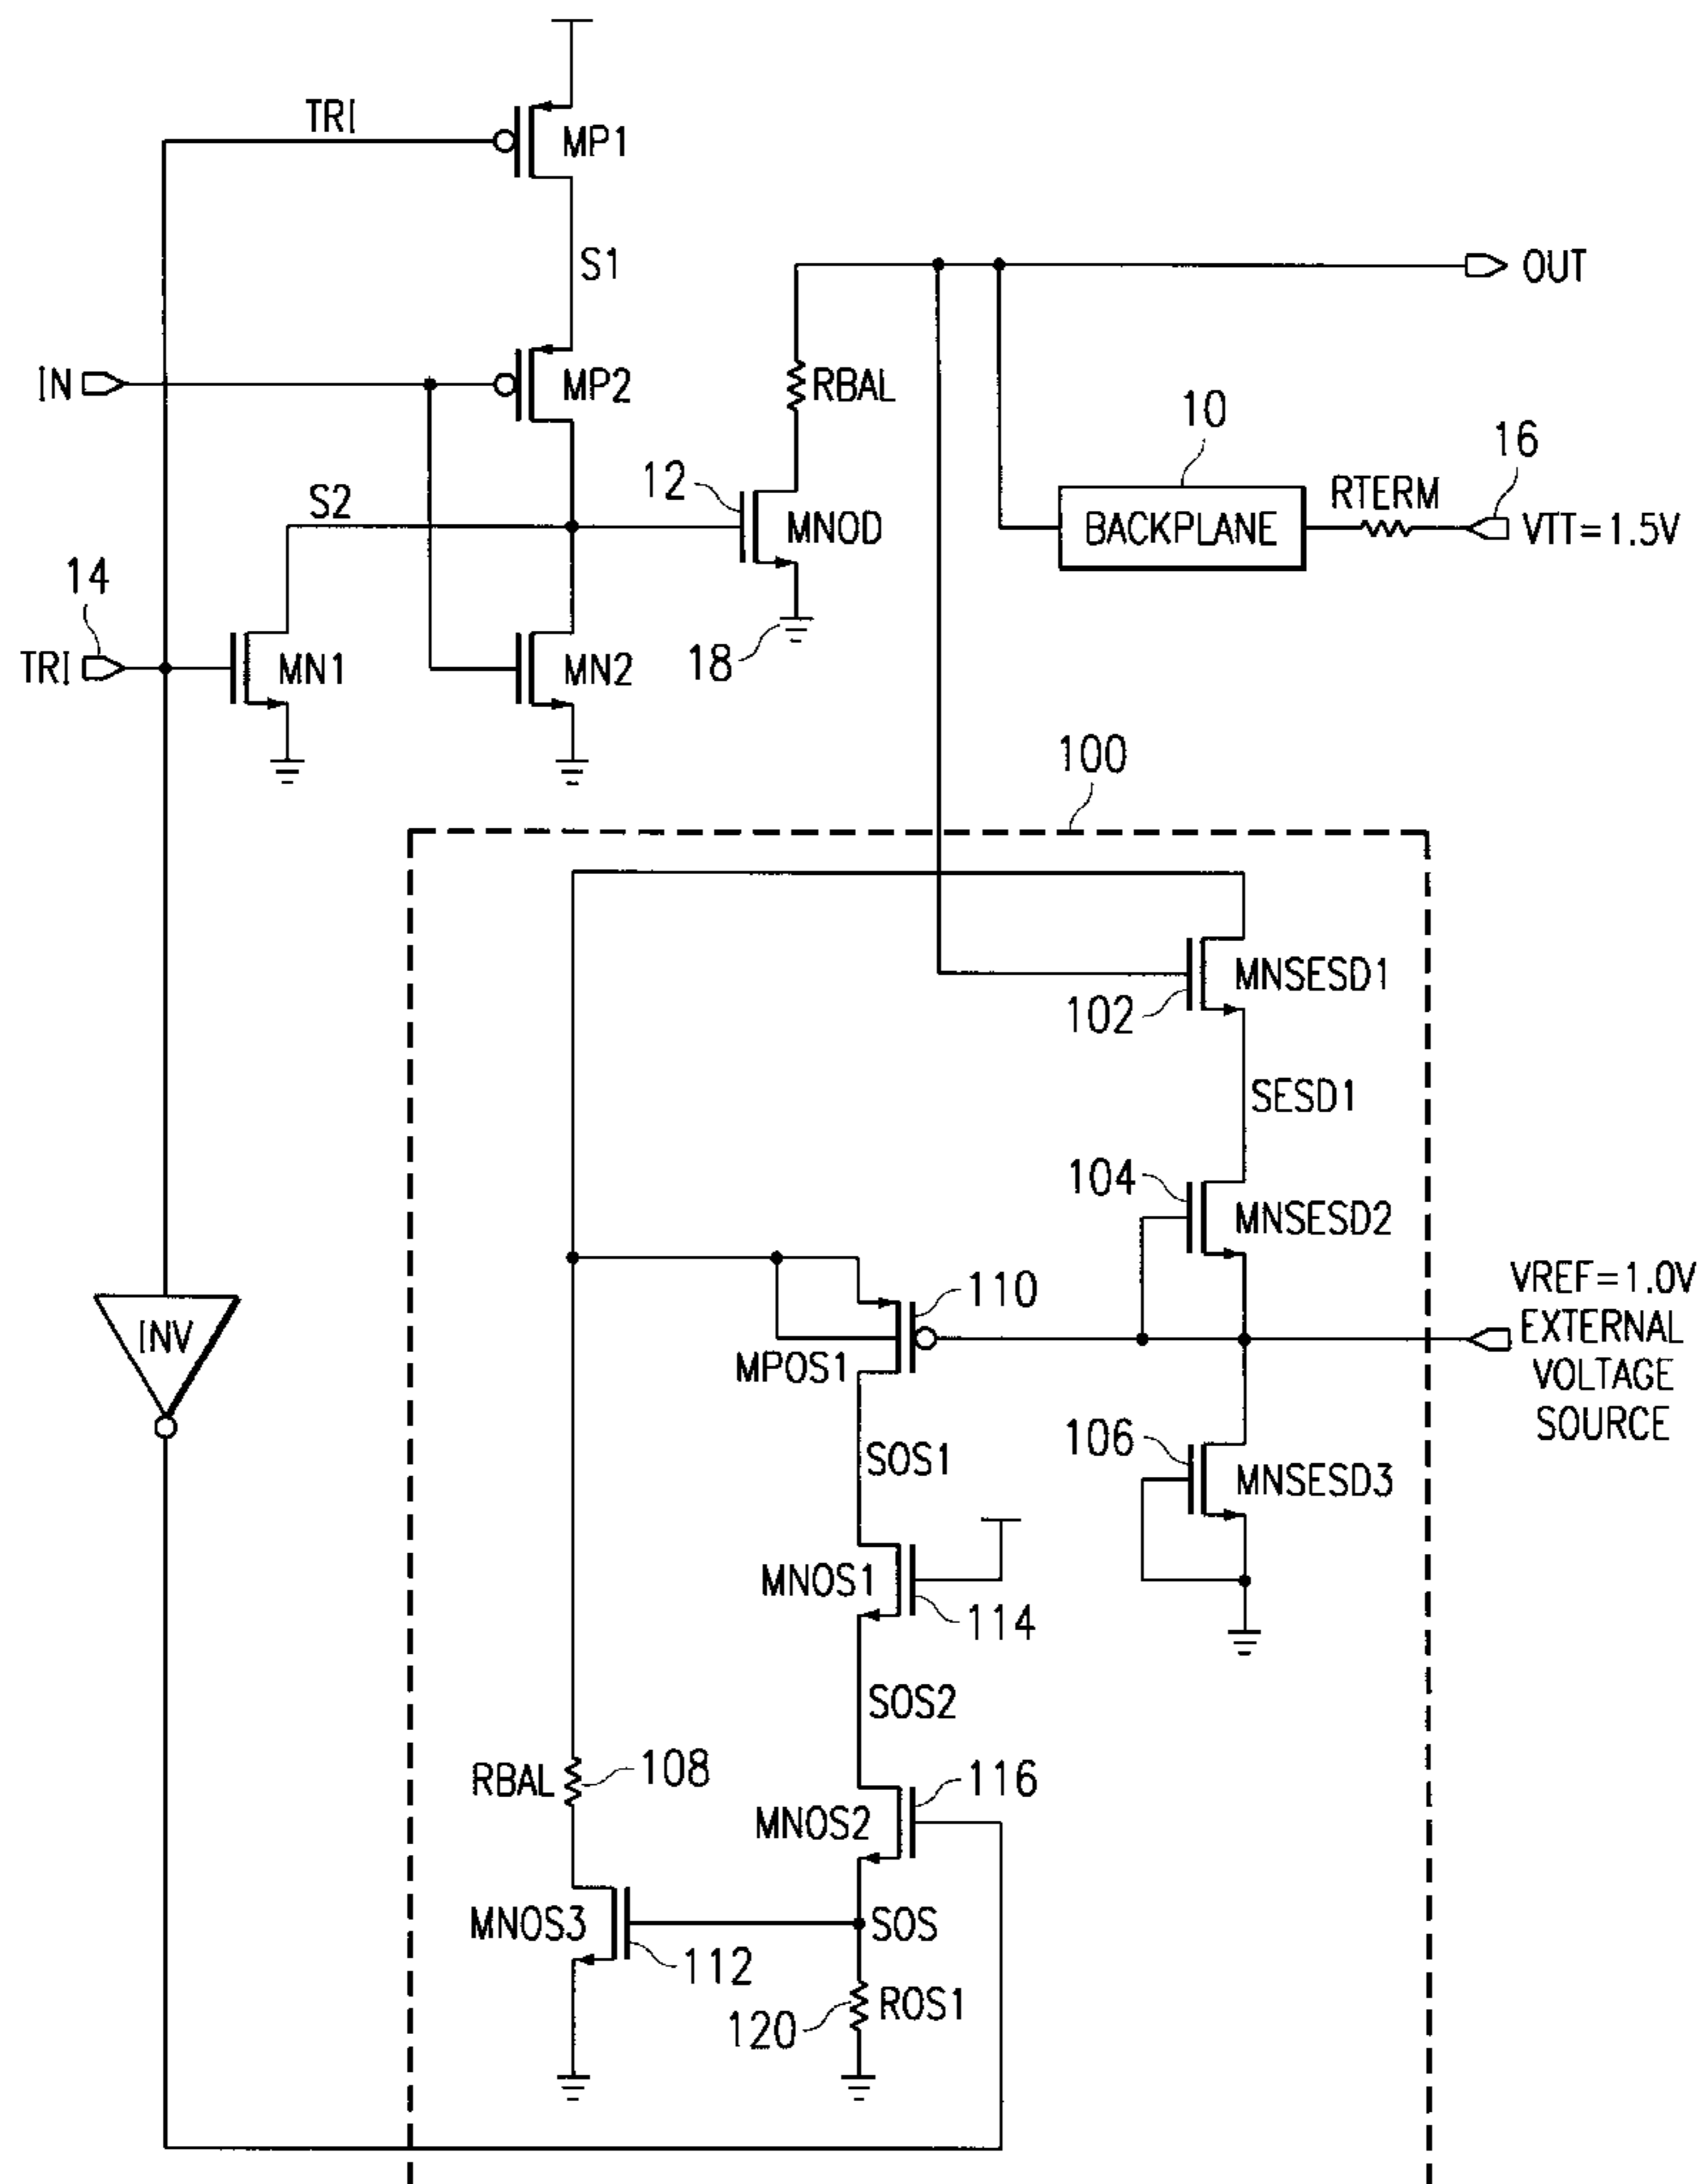 TRI
MP1
S1
OUT
IN
MP2
RBAL
10
16
12
S2
MNOD
RTERM
BACKPLANE
VTT=1.5V
14
TRI
MN1
MN2
18
100
MNSESD1
102
SESD1
104
MNSESD2
110
VREF=1.0V
EXTERNAL
VOLTAGE
SOURCE
INV
MPOS1
106
SOS1
MNSESD3
MNOS1
114
SOS2
RBAL
108
116
MNOS2
MNOS3
SOS
112
ROS1
120